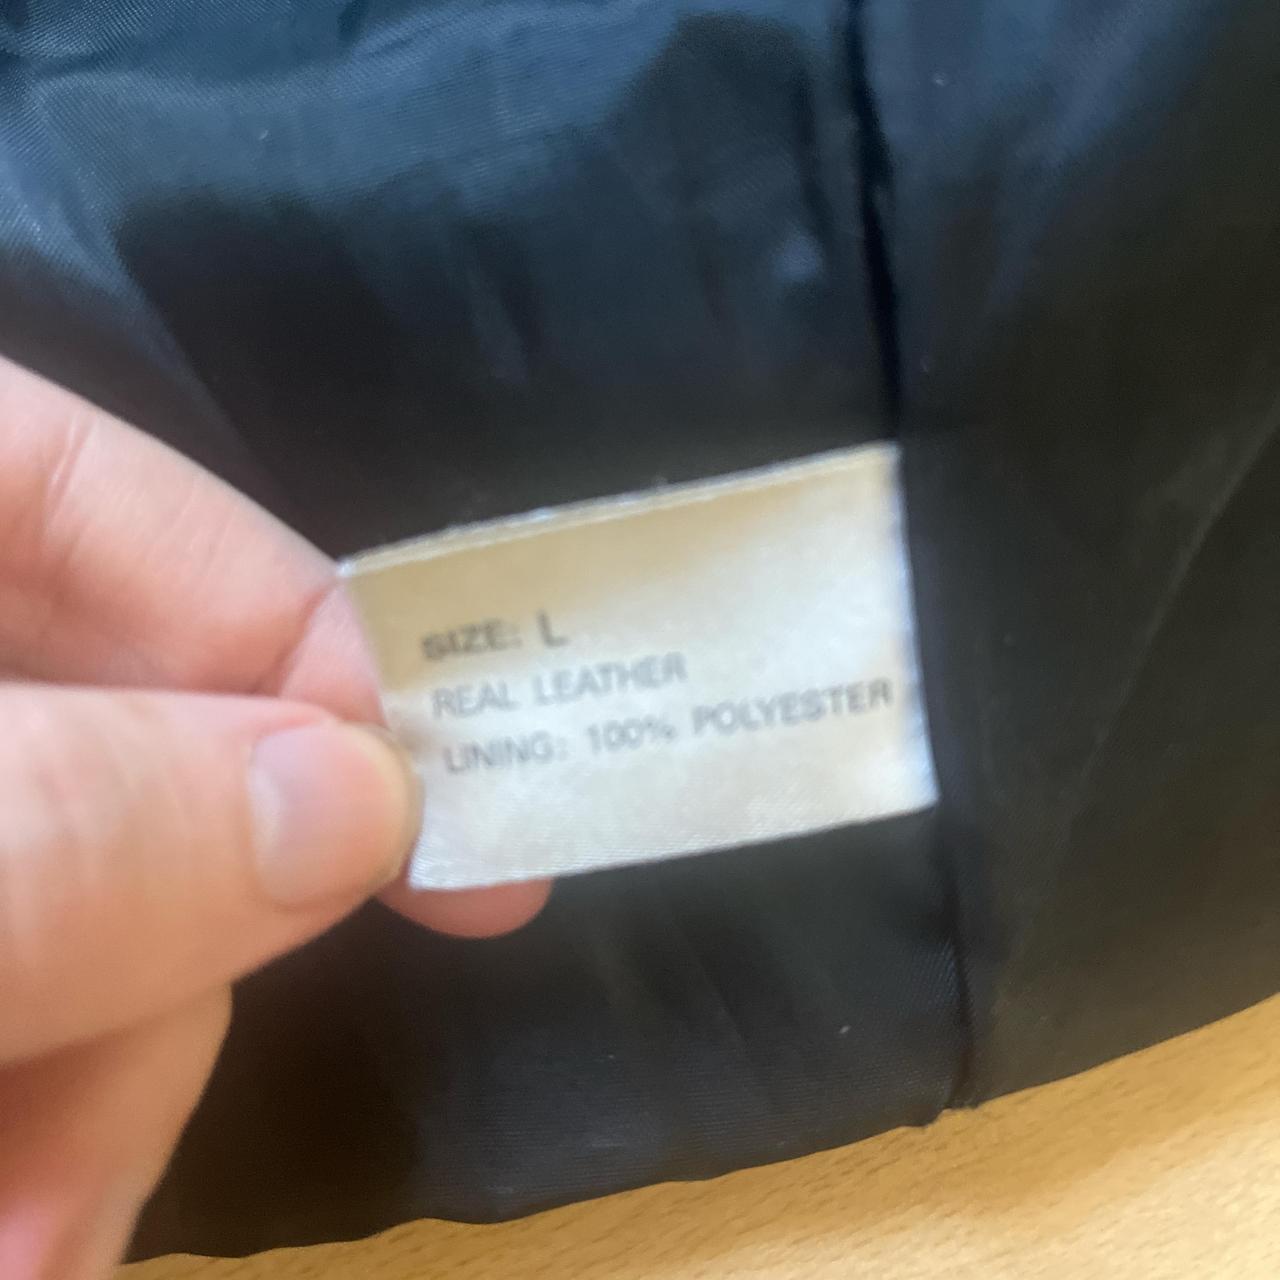 SIZE: L
REAL LEATHER
LINING: 100% POLYESTER